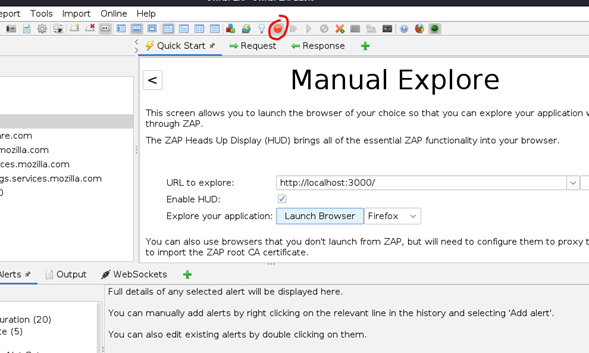 Tools Import Online Help
Quick Start Request Response
<
Manual Explore
This screen allows you to launch the browser of your choice so that you can explore your application
through ZAP.
The ZAP Heads Up Display (HUD) brings all of the essential ZAP functionality into your browser.
URL to explore: http://localhost:3000/
Enable HUD:
Explore your application: Launch Browser Firefox
You can also use browsers that you don't launch from ZAP, but will need to configure them to proxy
to import the ZAP root CA certificate.
Output WebSockets
Full details of any selected alert will be displayed here.
You can manually add alerts by right clicking on the relevant line in the history and selecting 'Add alert'.
You can also edit existing alerts by double clicking on them.
are.com
mozilla.com
ces.mozilla.com
gs.services.mozilla.com
0
Alerts
uration (20)
te (5)